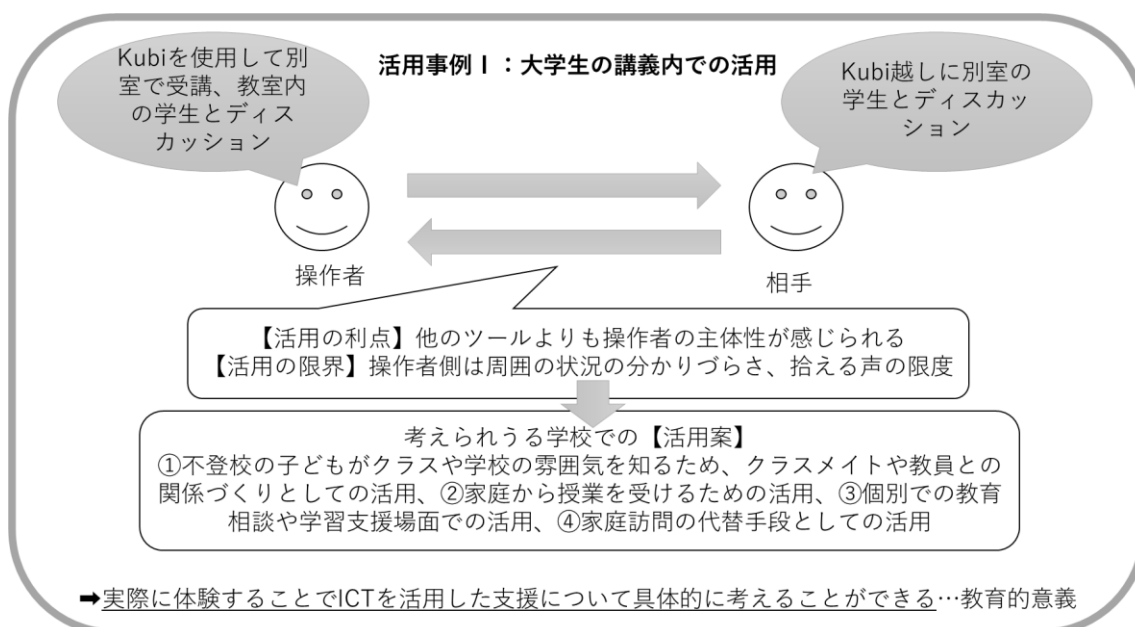 活用事例Ⅰ：大学生の講義内での活用
Kubiを使用して別
室で受講、教室内
の学生とディス
カッション
Kubi越しに別室の
学生とディスカッ
ション
操作者
相手
【活用の利点】他のツールよりも操作者の主体性が感じられる
【活用の限界】操作者側は周囲の状況の分かりづらさ、拾える声の限度
考えられうる学校での【活用案】
①不登校の子どもがクラスや学校の雰囲気を知るため、クラスメイトや教員との
関係づくりとしての活用、②家庭から授業を受けるための活用、③個別での教育
相談や学習支援場面での活用、④家庭訪問の代替手段としての活用
➡実際に体験することでICTを活用した支援について具体的に考えることができる…教育的意義